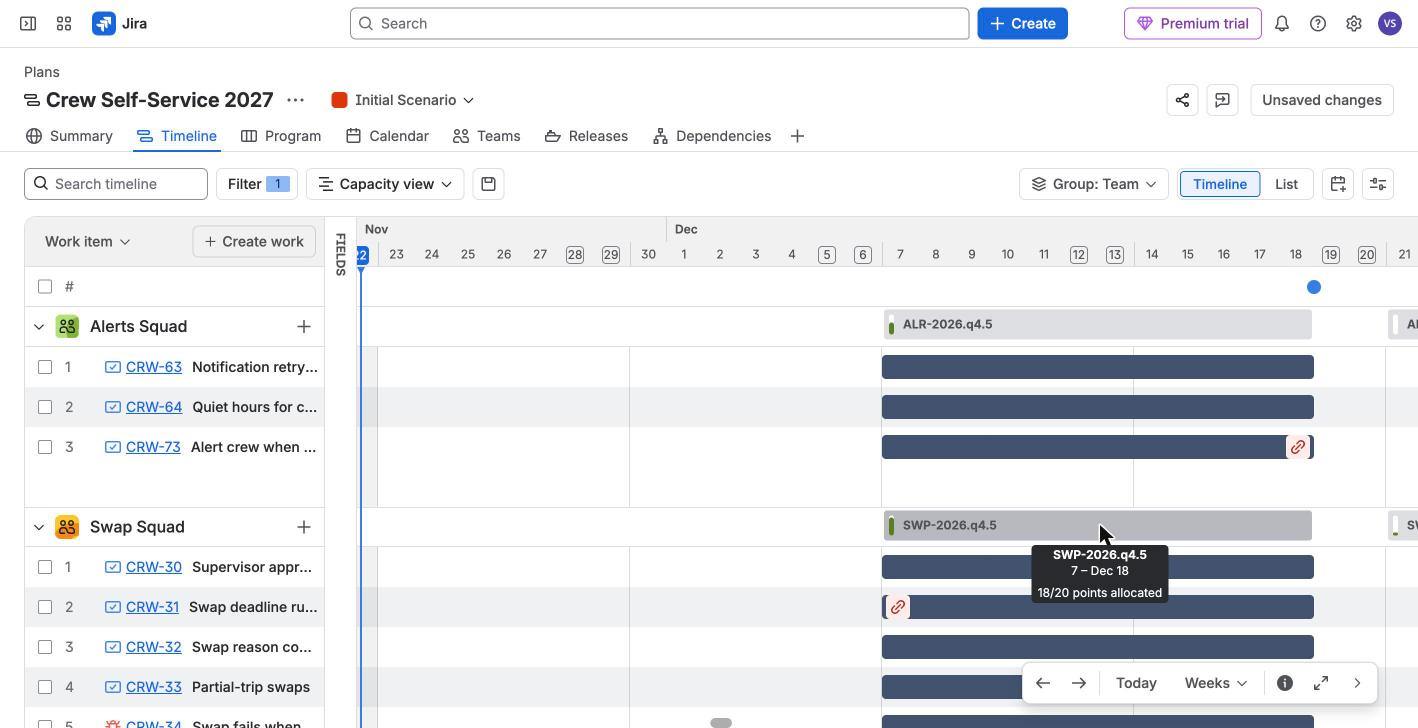 Jira
Search
Create
Premium trial
VS
Plans
Crew Self-Service 2027
Initial Scenario
Unsaved changes
Summary
Timeline
Program
Calendar
Teams
Releases
Dependencies
Search timeline
Filter 1
Capacity view
Group: Team
Timeline
List
Work item
Create work
FIELDS
Nov
Dec
22 23 24 25 26 27 28 29 30 1 2 3 4 5 6 7 8 9 10 11 12 13 14 15 16 17 18 19 20 21
#
Alerts Squad
ALR-2026.q4.5
1 CRW-63 Notification retry...
2 CRW-64 Quiet hours for c...
3 CRW-73 Alert crew when ...
Swap Squad
SWP-2026.q4.5
SWP-2026.q4.5
7 – Dec 18
18/20 points allocated
1 CRW-30 Supervisor appr...
2 CRW-31 Swap deadline ru...
3 CRW-32 Swap reason co...
4 CRW-33 Partial-trip swaps
5 CRW-34 Swap fails when
Today
Weeks